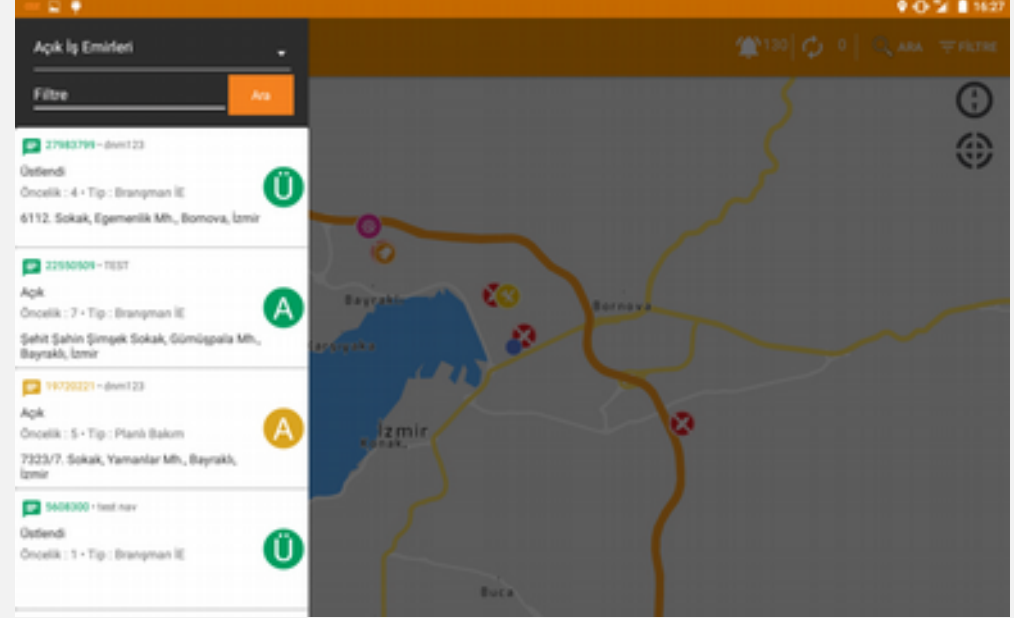 16:27
Açık İş Emirleri
130
0
ARA
FİLTRE
Filtre
Ara
27983799 - dnm123
Üstlendi
Öncelik : 4 • Tip : Branşman İE
Ü
6112. Sokak, Egemenlik Mh., Bornova, İzmir
22550509 - TEST
Açık
Öncelik : 7 • Tip : Branşman İE
A
Şehit Şahin Şimşek Sokak, Gümüşpala Mh.,
Bayraklı, İzmir
19720221 - dnm123
Açık
Öncelik : 5 • Tip : Planlı Bakım
A
7323/7. Sokak, Yamanlar Mh., Bayraklı,
İzmir
5608300 • test nav
Üstlendi
Öncelik : 1 • Tip : Branşman İE
Ü
Bayraklı
Bornova
İzmir
Konak
Buca